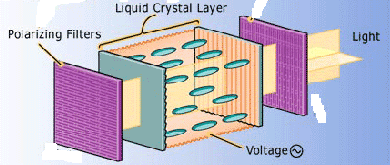 Liquid Crystal Layer
Polarizing Filters
Light
Voltage